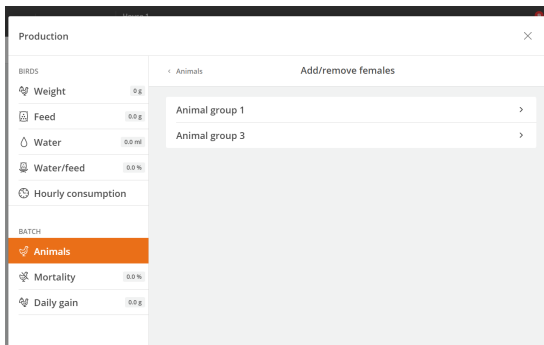 Production
BIRDS
Weight 0 g
Feed 0.0 g
Water 0.0 ml
Water/feed 0.0 %
Hourly consumption
BATCH
Animals
Mortality 0.0 %
Daily gain 0.0 g
Animals
Add/remove females
Animal group 1
Animal group 3